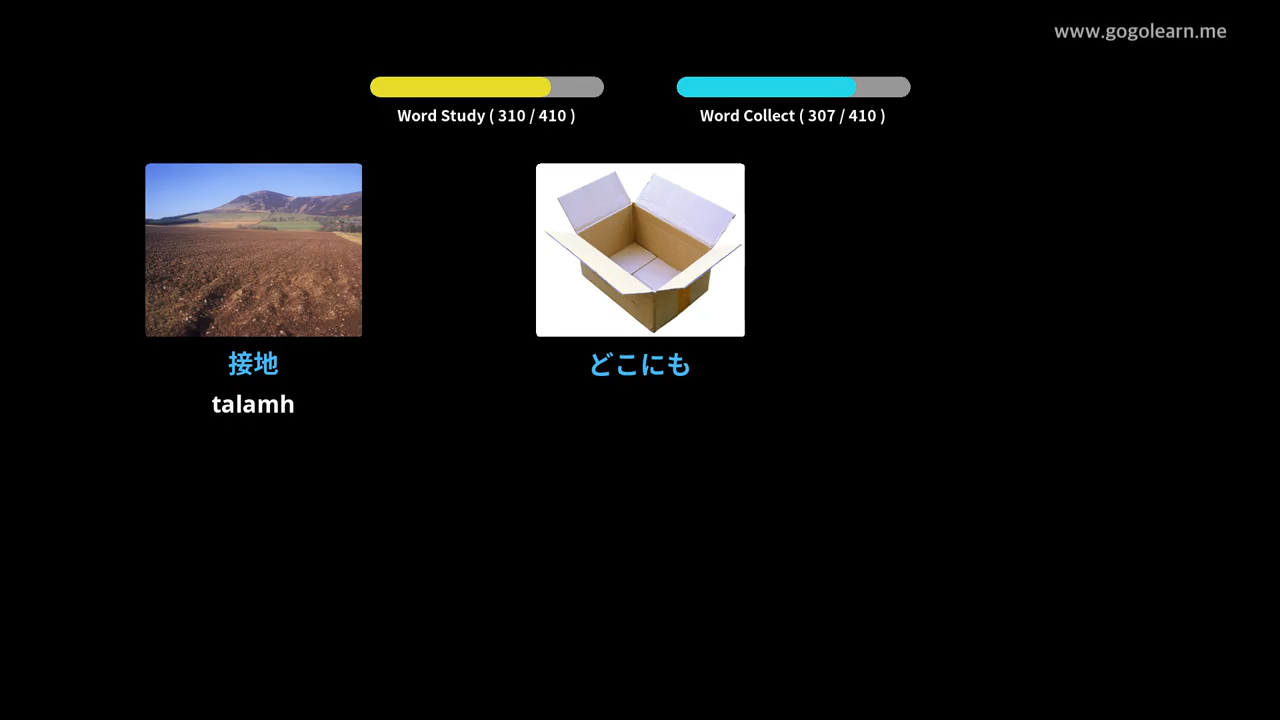 www.gogolearn.me
Word Study ( 310 / 410 )
Word Collect ( 307 / 410 )
接地
どこにも
talamh